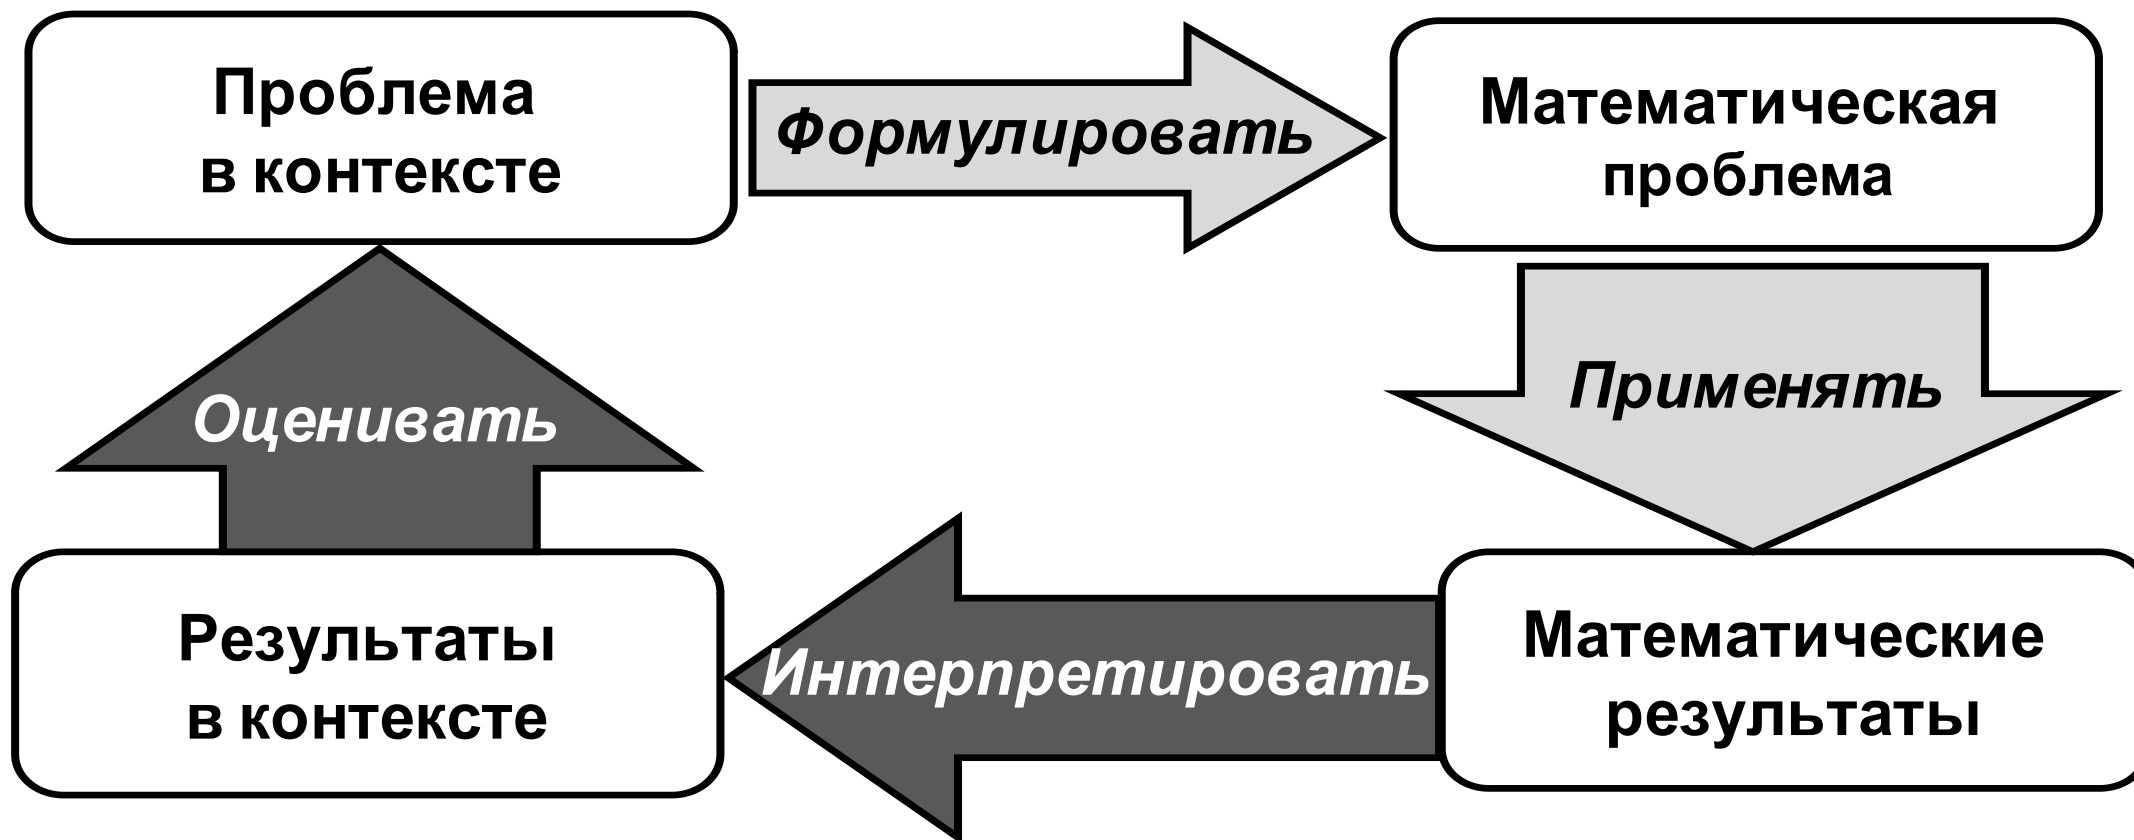 Проблема
в контексте
Формулировать
Математическая
проблема
Оценивать
Применять
Результаты
в контексте
Интерпретировать
Математические
результаты